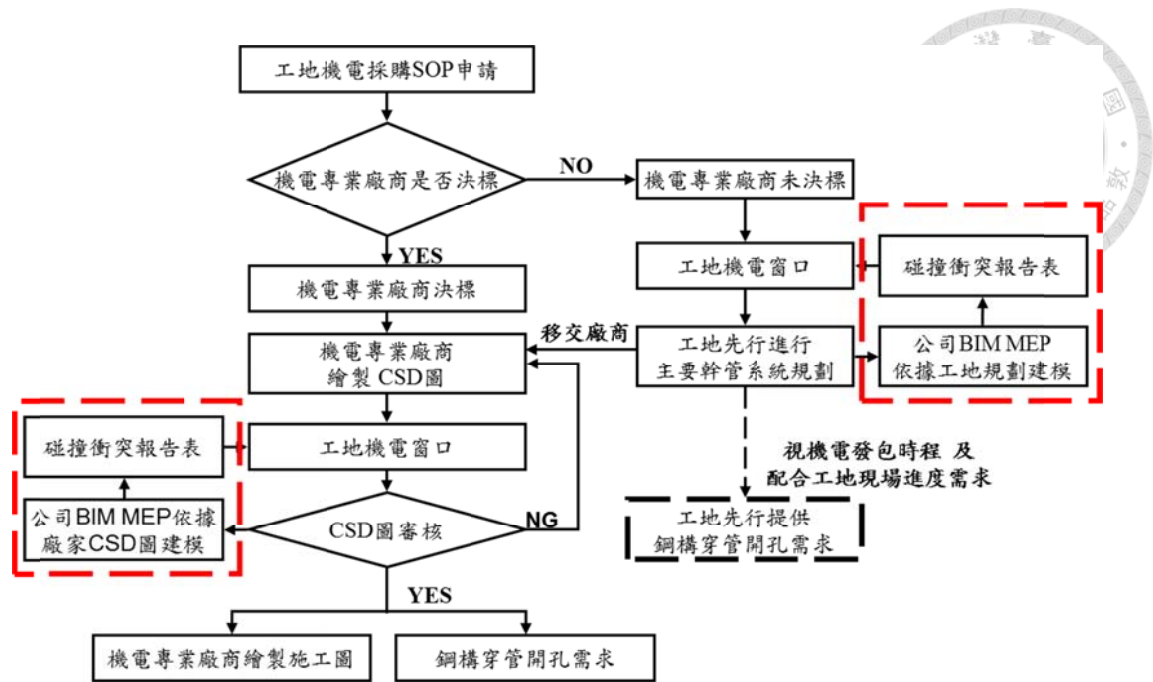 工地機電採購SOP申請
機電專業廠商是否決標
NO
機電專業廠商未決標
YES
工地機電窗口
碰撞衝突報告表
機電專業廠商決標
移交廠商
機電專業廠商
繪製 CSD圖
工地先行進行
主要幹管系統規劃
公司BIM MEP
依據工地規劃建模
碰撞衝突報告表
工地機電窗口
視機電發包時程 及
配合工地現場進度需求
公司BIM MEP依據
廠家CSD圖建模
CSD圖審核
NG
工地先行提供
鋼構穿管開孔需求
YES
機電專業廠商繪製施工圖
鋼構穿管開孔需求
臺
灣
國